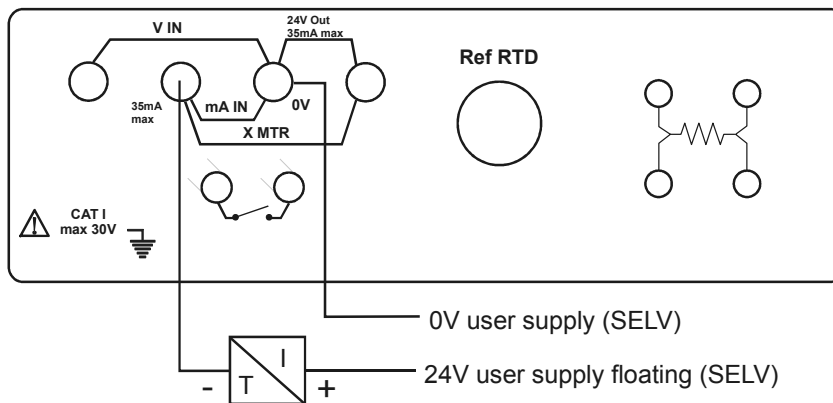 V IN
24V Out
35mA max
Ref RTD
35mA
max
mA IN
0V
X MTR
CAT I
max 30V
0V user supply (SELV)
I
T
-
+
24V user supply floating (SELV)